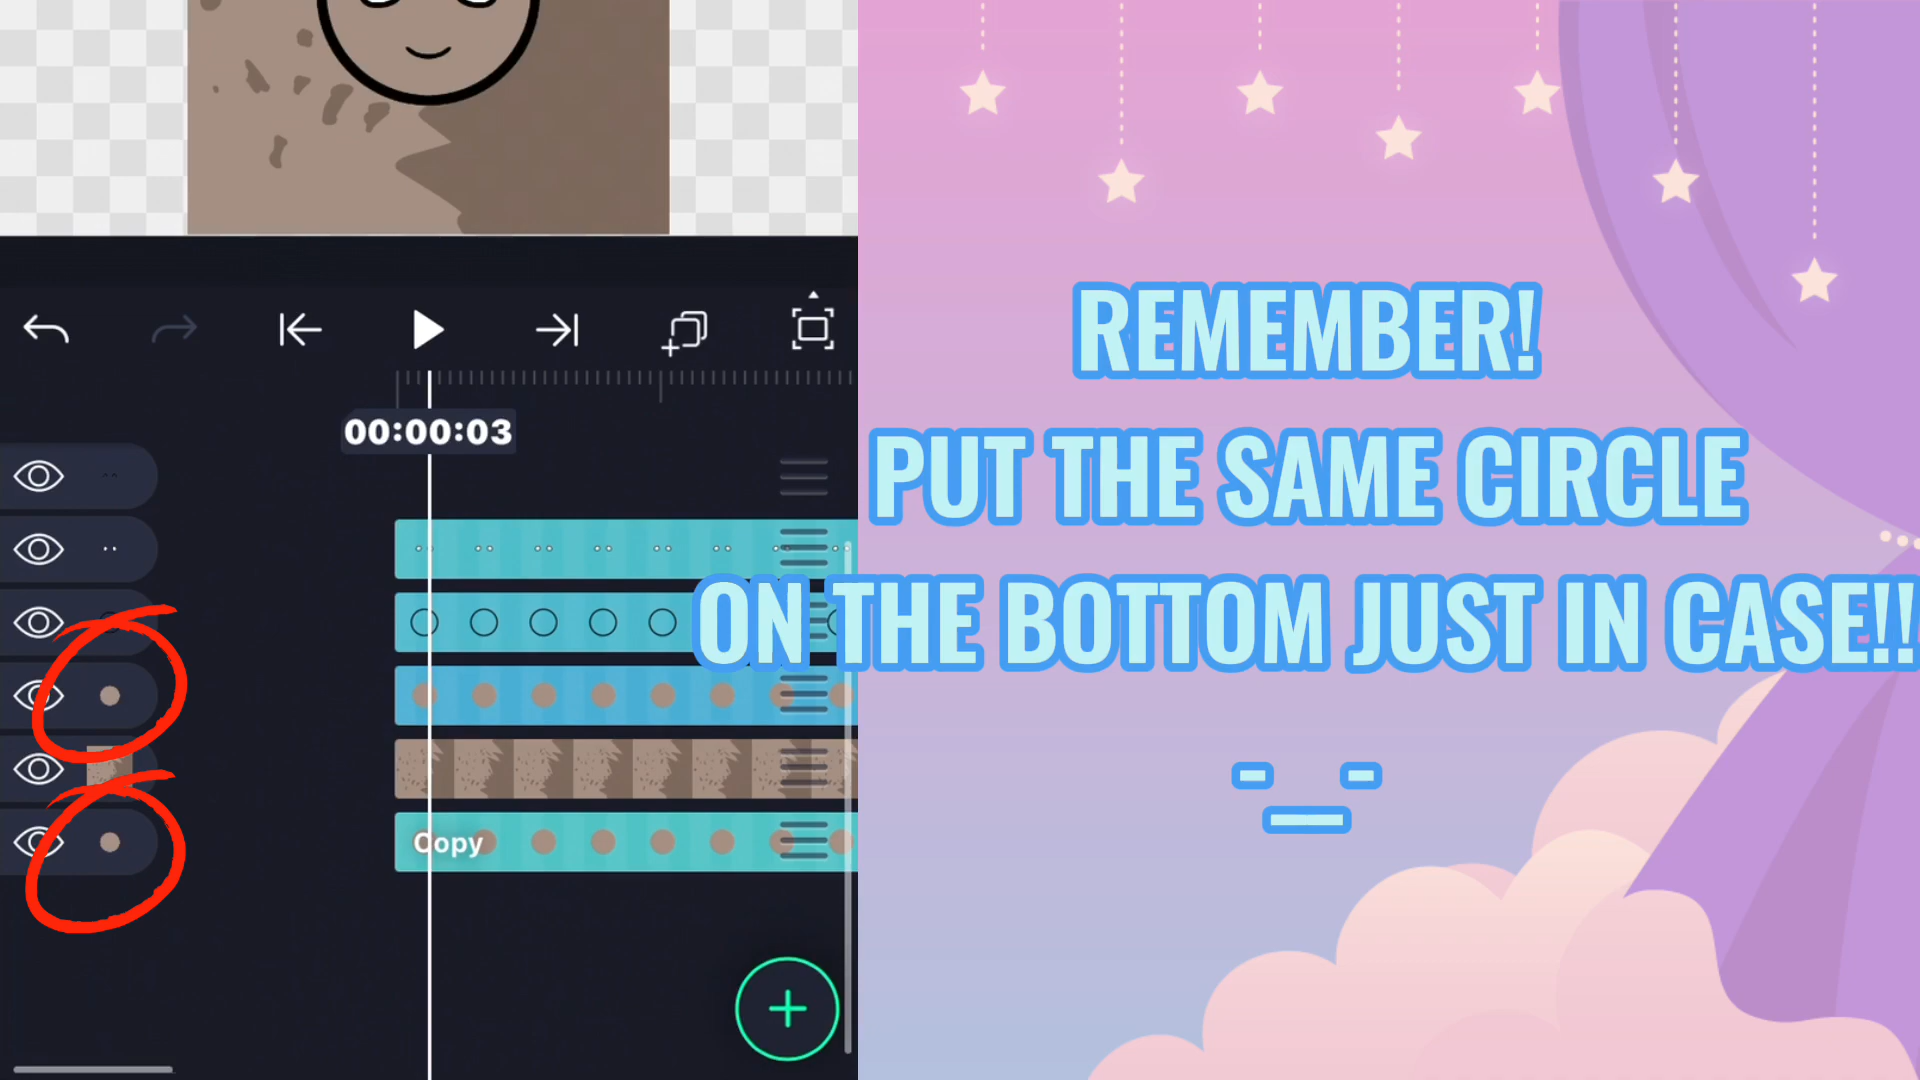 00:00:03
Copy
REMEMBER!
PUT THE SAME CIRCLE
ON THE BOTTOM JUST IN CASE!!